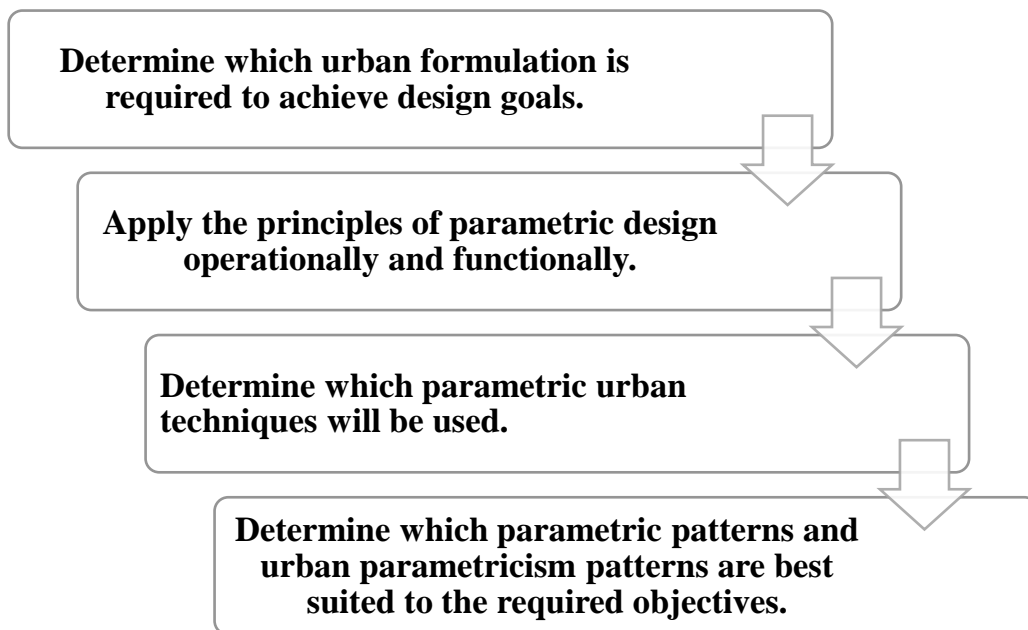 Determine which urban formulation is
required to achieve design goals.
Apply the principles of parametric design
operationally and functionally.
Determine which parametric urban
techniques will be used.
Determine which parametric patterns and
urban parametricism patterns are best
suited to the required objectives.